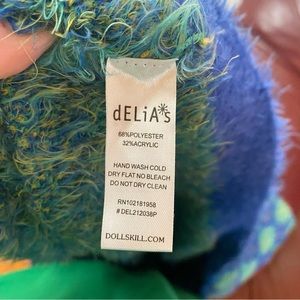 dELiA*s
68%POLYESTER
32%ACRYLIC
HAND WASH COLD
DRY FLAT NO BLEACH
DO NOT DRY CLEAN
RN102181958
# DEL212038P
DOLLSKILL.COM